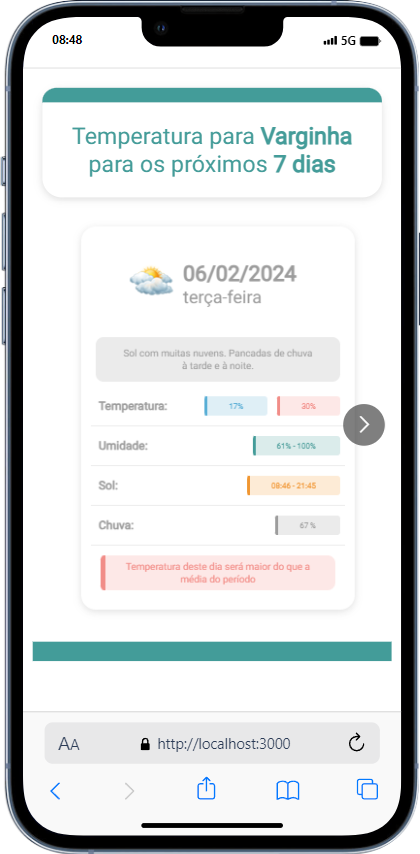 08:48
5G
Temperatura para Varginha
para os próximos 7 dias
06/02/2024
terça-feira
Sol com muitas nuvens. Pancadas de chuva
à tarde e à noite.
Temperatura: 17% 30%
Umidade: 61% - 100%
Sol: 08:46 - 21:45
Chuva: 67 %
Temperatura deste dia será maior do que a
média do período
AA http://localhost:3000